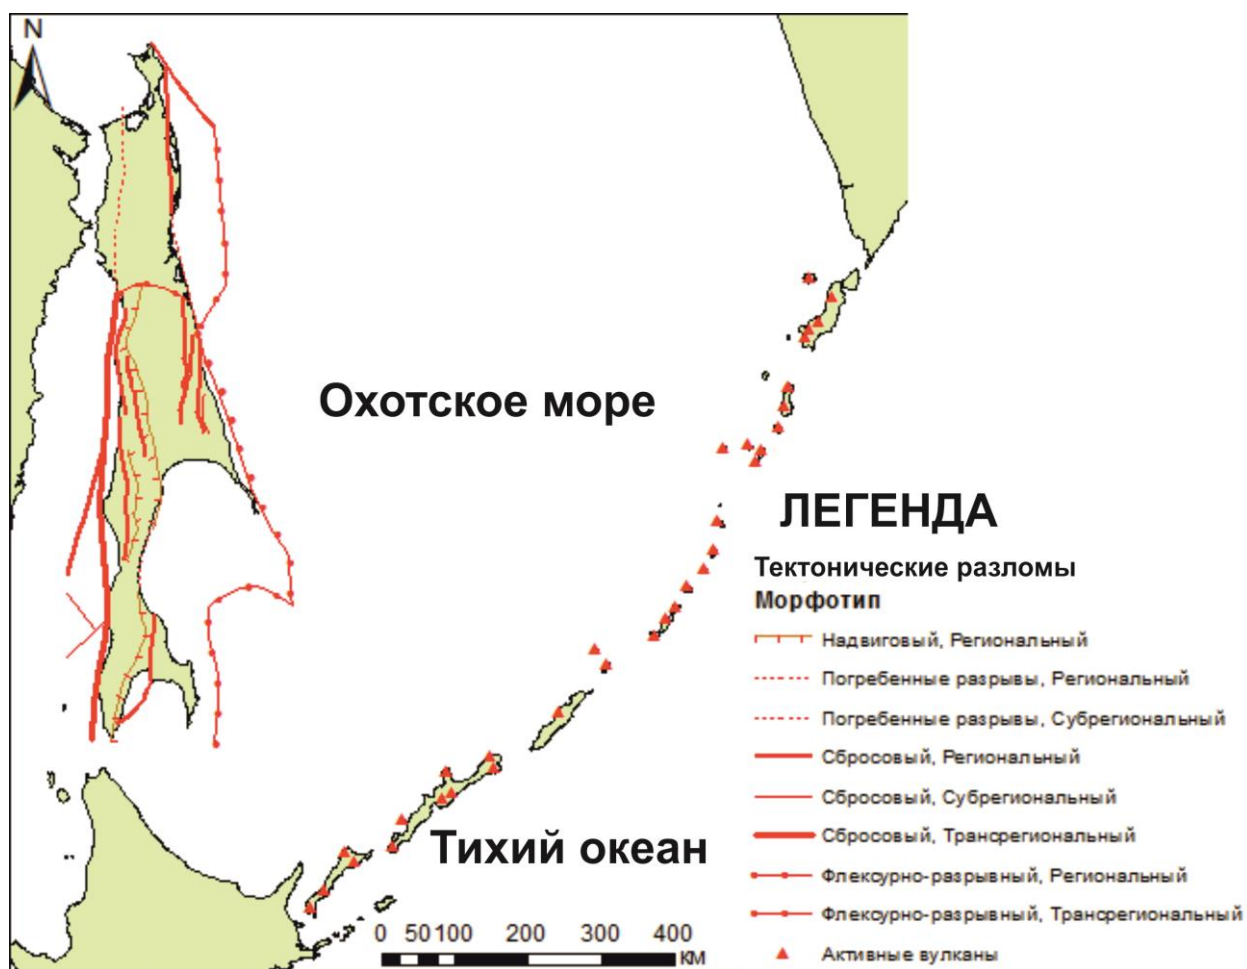 N
Охотское море
ЛЕГЕНДА
Тектонические разломы
Морфотип
Надвиговый, Региональный
Погребенные разрывы, Региональный
Погребенные разрывы, Субрегиональный
Сбросовый, Региональный
Сбросовый, Субрегиональный
Сбросовый, Трансрегиональный
Флексурно-разрывный, Региональный
Флексурно-разрывный, Трансрегиональный
Активные вулканы
Тихий океан
0 50 100 200 300 400
КМ